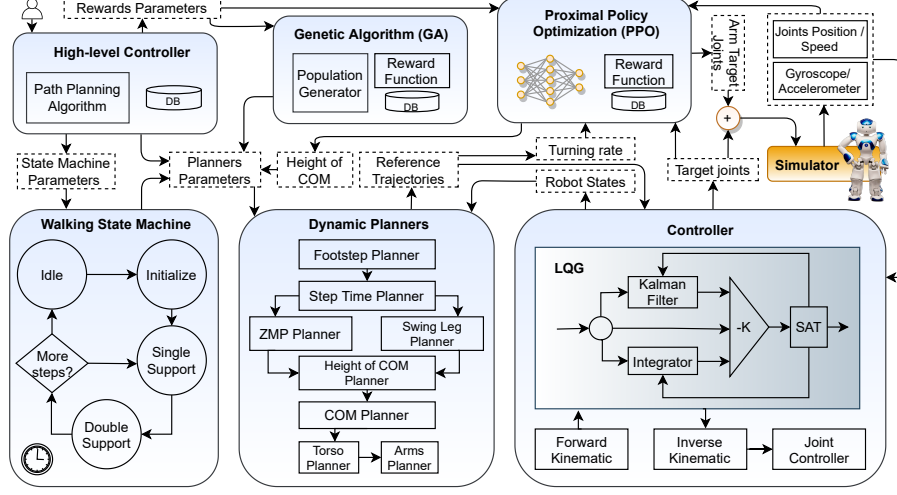 Rewards Parameters
High-level Controller
Path Planning
Algorithm
DB
Genetic Algorithm (GA)
Population
Generator
Reward
Function
DB
Proximal Policy
Optimization (PPO)
Reward
Function
DB
Arm Target
Joints
Joints Position /
Speed
Gyroscope/
Accelerometer
+
Simulator
State Machine
Parameters
Planners
Parameters
Height of
COM
Reference
Trajectories
Turning rate
Robot States
Target joints
Walking State Machine
Idle
Initialize
More
steps?
Single
Support
Double
Support
Dynamic Planners
Footstep Planner
Step Time Planner
ZMP Planner
Swing Leg
Planner
Height of COM
Planner
COM Planner
Torso
Planner
Arms
Planner
Controller
LQG
Kalman
Filter
-K
SAT
Integrator
Forward
Kinematic
Inverse
Kinematic
Joint
Controller